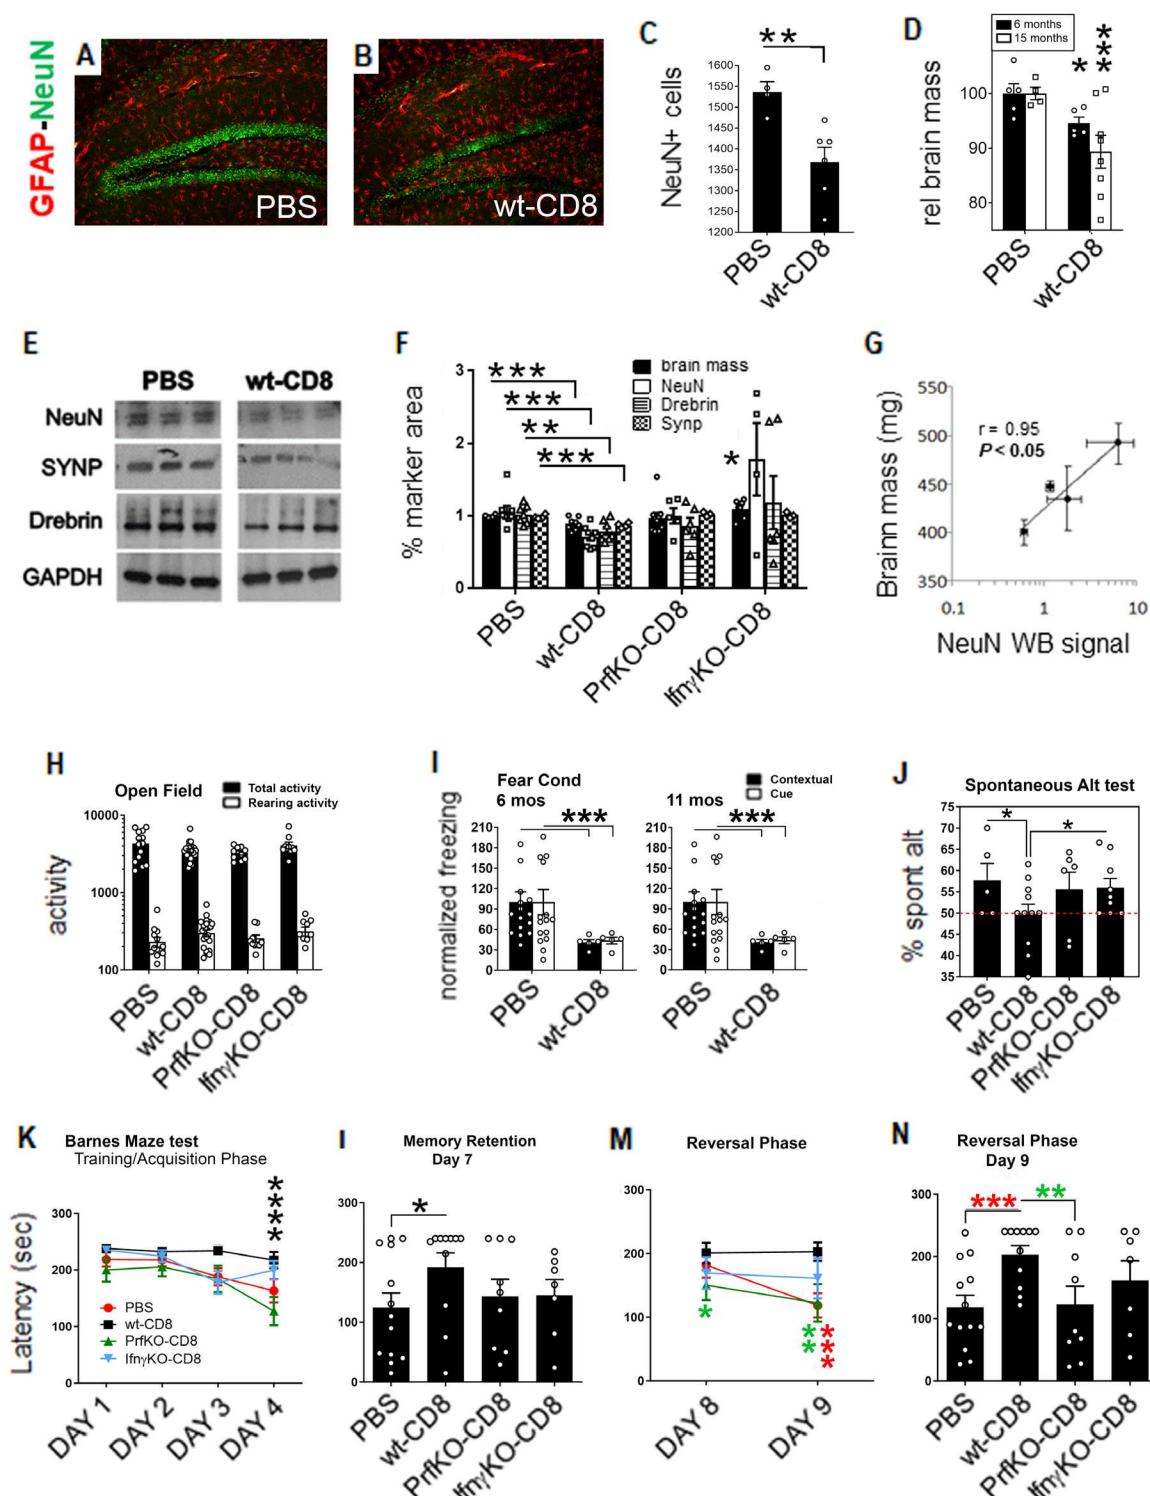 GFAP-NeuN
A
PBS
B
wt-CD8
C
**
NeuN+ cells
1600
1550
1500
1450
1400
1350
1300
1250
1200
PBS
wt-CD8
D
6 months
15 months
*
***
rel brain mass
100
90
80
PBS
wt-CD8
E
PBS
wt-CD8
NeuN
SYNP
Drebrin
GAPDH
F
% marker area
3
2
1
0
***
***
**
***
*
brain mass
NeuN
Drebrin
Synp
PBS
wt-CD8
PrfKO-CD8
IfnγKO-CD8
G
Brainn mass (mg)
550
500
450
400
350
r = 0.95
P < 0.05
0.1
1
10
NeuN WB signal
H
Open Field
Total activity
Rearing activity
activity
10000
1000
100
PBS
wt-CD8
PrfKO-CD8
IfnγKO-CD8
I
Fear Cond
6 mos
11 mos
Contextual
Cue
normalized freezing
210
180
150
120
90
60
30
0
***
PBS
wt-CD8
210
180
150
120
90
60
30
0
***
PBS
wt-CD8
J
Spontaneous Alt test
% spont alt
75
70
65
60
55
50
45
40
35
*
*
PBS
wt-CD8
PrfKO-CD8
IfnγKO-CD8
K
Barnes Maze test
Training/Acquisition Phase
Latency (sec)
300
200
100
0
****
PBS
wt-CD8
PrfKO-CD8
IfnγKO-CD8
DAY 1
DAY 2
DAY 3
DAY 4
I
Memory Retention
Day 7
300
200
100
0
*
PBS
wt-CD8
PrfKO-CD8
IfnγKO-CD8
M
Reversal Phase
300
200
100
0
*
**
***
DAY 8
DAY 9
N
Reversal Phase
Day 9
300
200
100
0
***
**
PBS
wt-CD8
PrfKO-CD8
IfnγKO-CD8